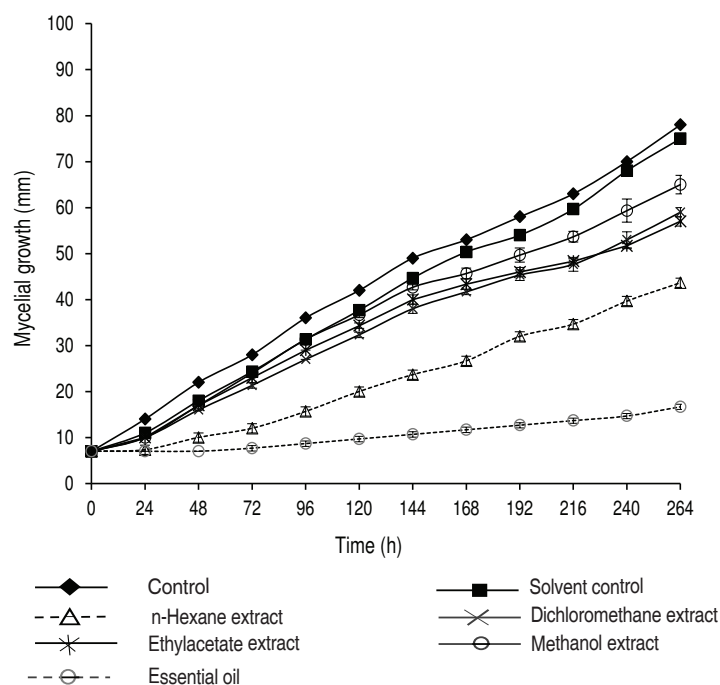 100
90
80
70
60
50
40
30
20
10
0
Mycelial growth (mm)
0 24 48 72 96 120 144 168 192 216 240 264
Time (h)
Control
Solvent control
n-Hexane extract
Dichloromethane extract
Ethylacetate extract
Methanol extract
Essential oil